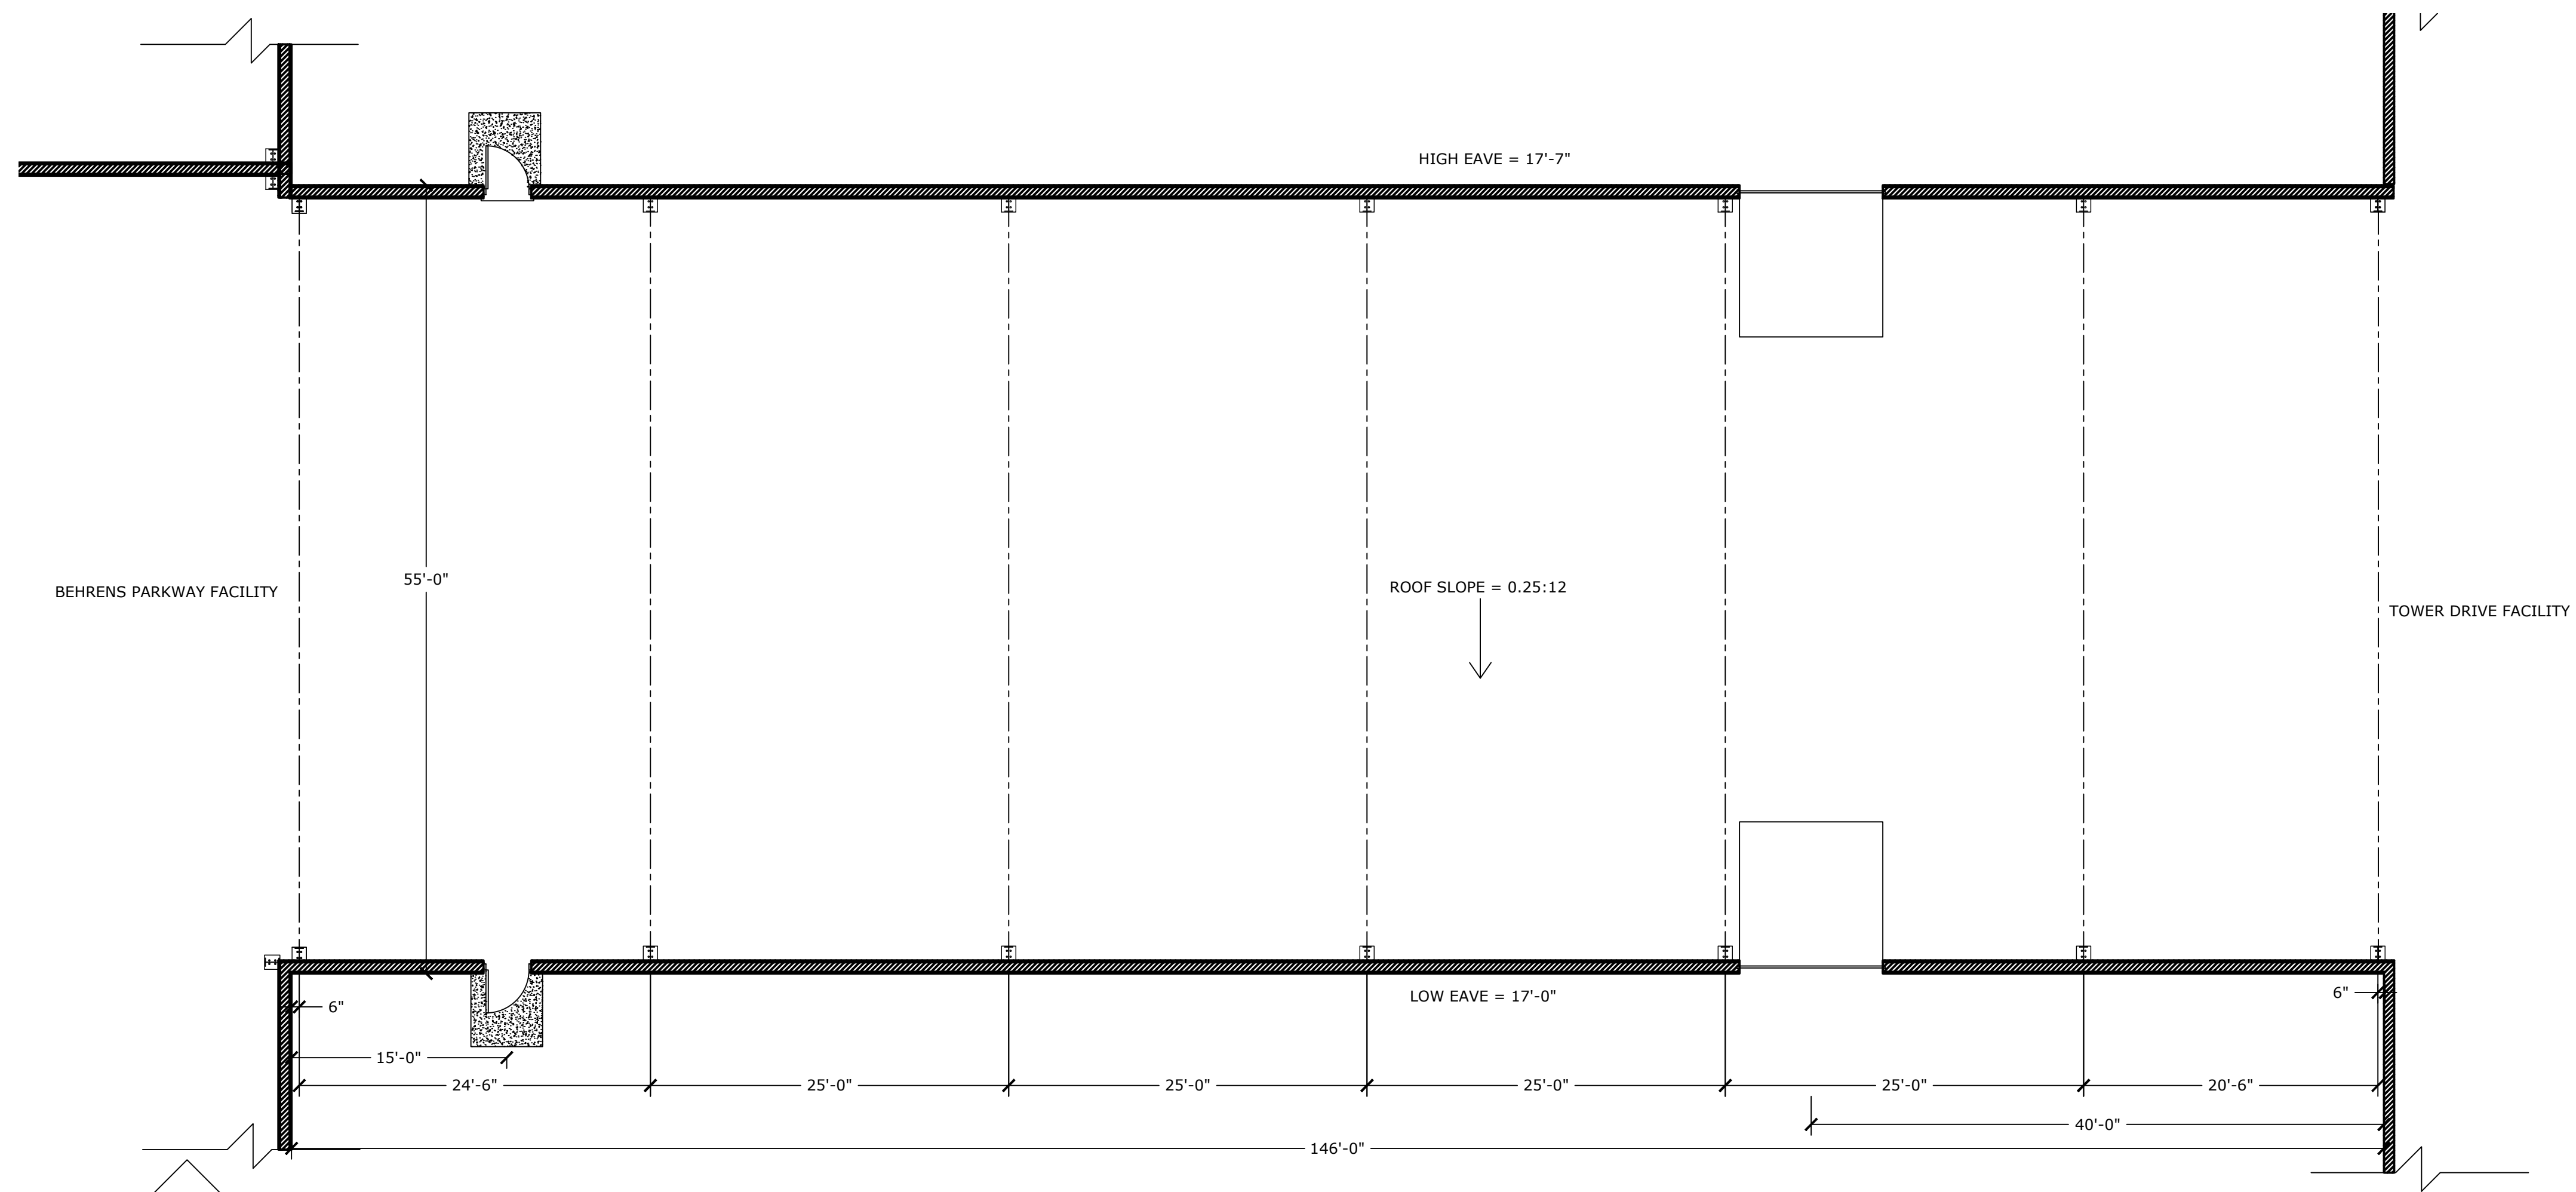 HIGH EAVE = 17'-7"
55'-0"
ROOF SLOPE = 0.25:12
BEHRENS PARKWAY FACILITY
TOWER DRIVE FACILITY
LOW EAVE = 17'-0"
6"
6"
15'-0"
24'-6"
25'-0"
25'-0"
25'-0"
25'-0"
20'-6"
40'-0"
146'-0"